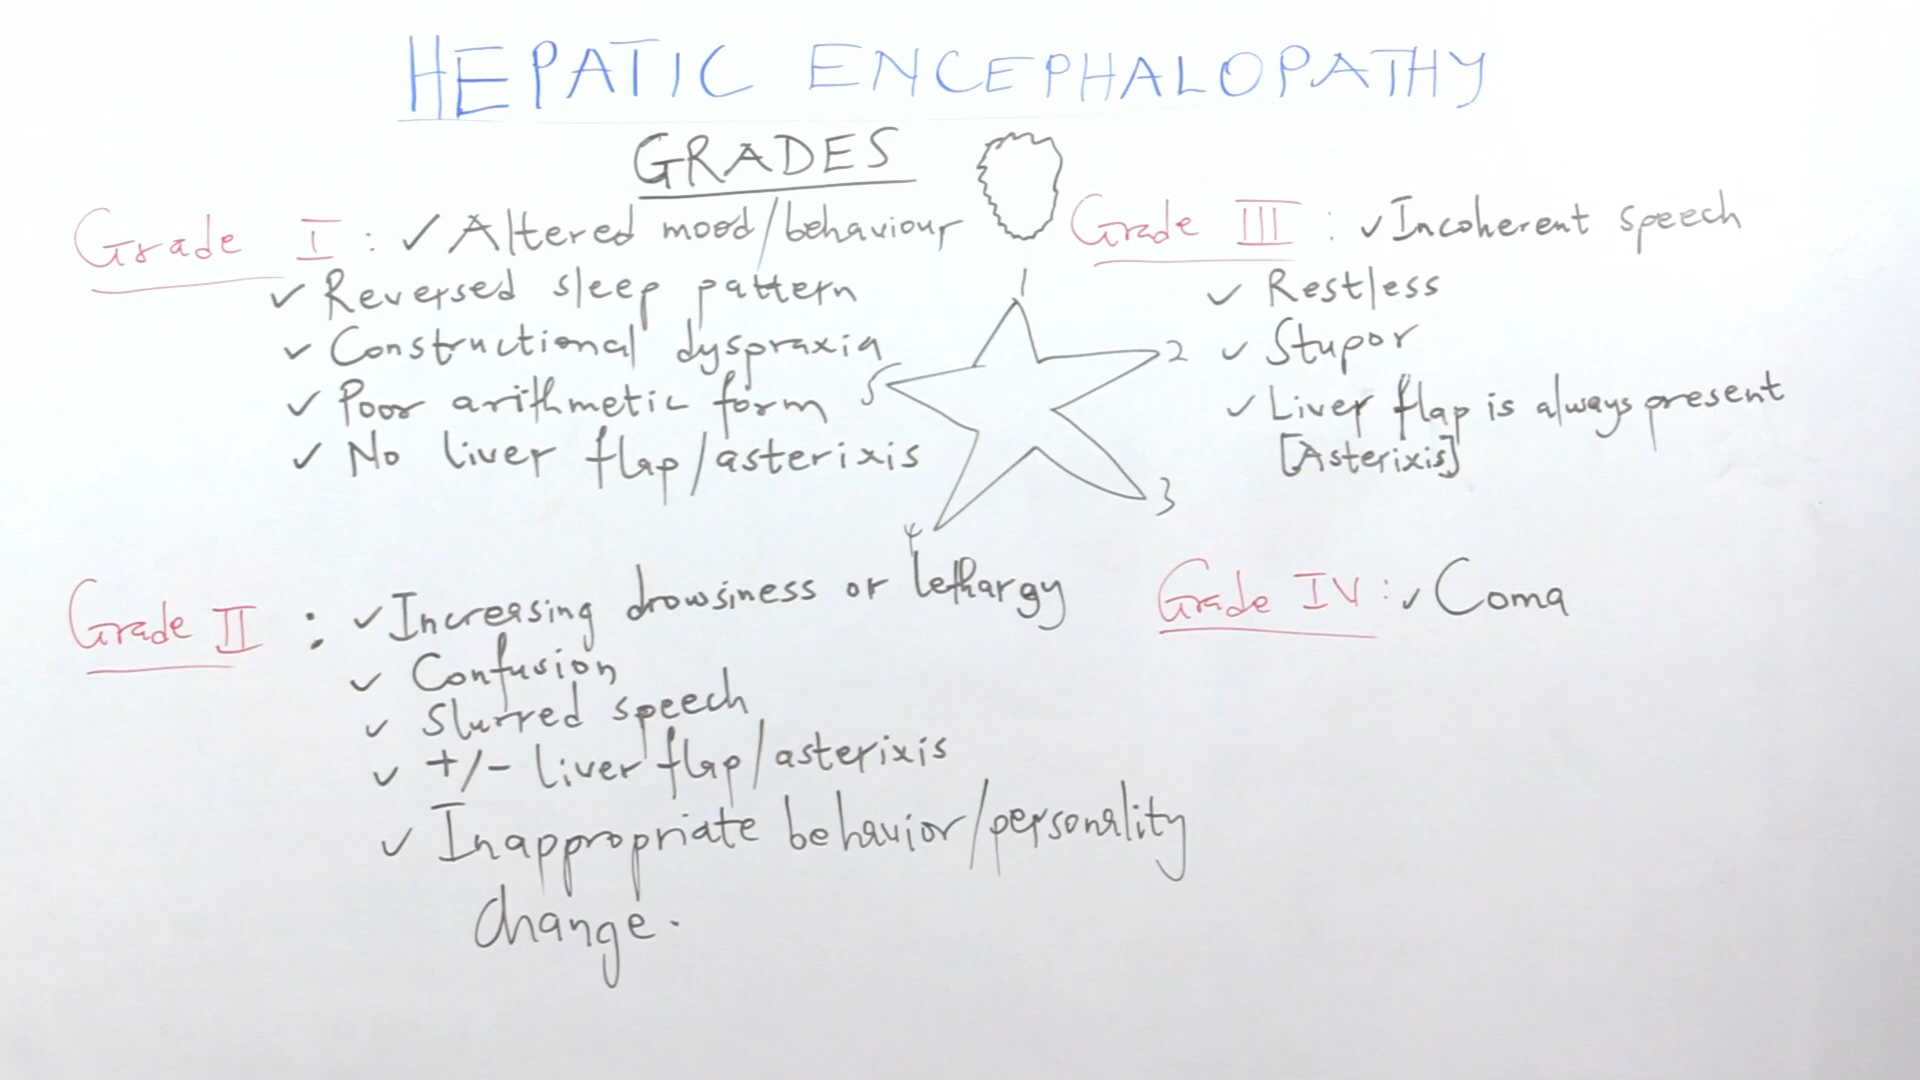 HEPATIC ENCEPHALOPATHY
GRADES
Grade I : ✓ Altered mood/behaviour
✓ Reversed sleep pattern
✓ Constructional dyspraxia
✓ Poor arithmetic form
✓ No liver flap/asterixis
1
2
3
4
5
Grade II : ✓ Increasing drowsiness or lethargy
✓ Confusion
✓ Slurred speech
✓ +/- liver flap/asterixis
✓ Inappropriate behavior/personality
change.
Grade III : ✓ Incoherent speech
✓ Restless
✓ Stupor
✓ Liver flap is always present
[Asterixis]
Grade IV : ✓ Coma